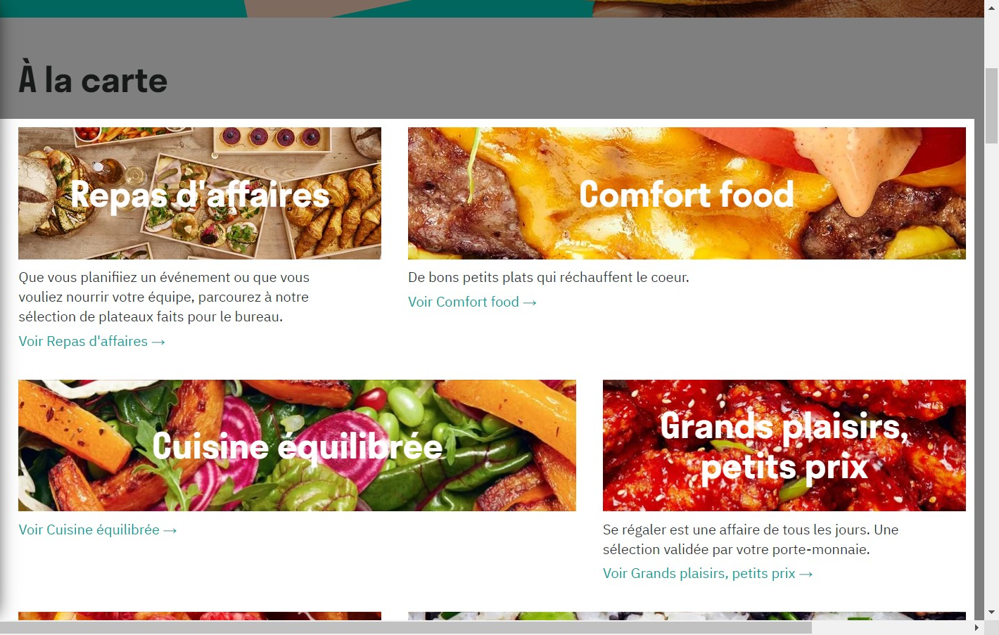 À la carte
Repas d'affaires
Comfort food
Que vous planifiiez un événement ou que vous
vouliez nourrir votre équipe, parcourez à notre
sélection de plateaux faits pour le bureau.
Voir Repas d'affaires →
De bons petits plats qui réchauffent le coeur.
Voir Comfort food →
Cuisine équilibrée
Grands plaisirs,
petits prix
Voir Cuisine équilibrée →
Se régaler est une affaire de tous les jours. Une
sélection validée par votre porte-monnaie.
Voir Grands plaisirs, petits prix →